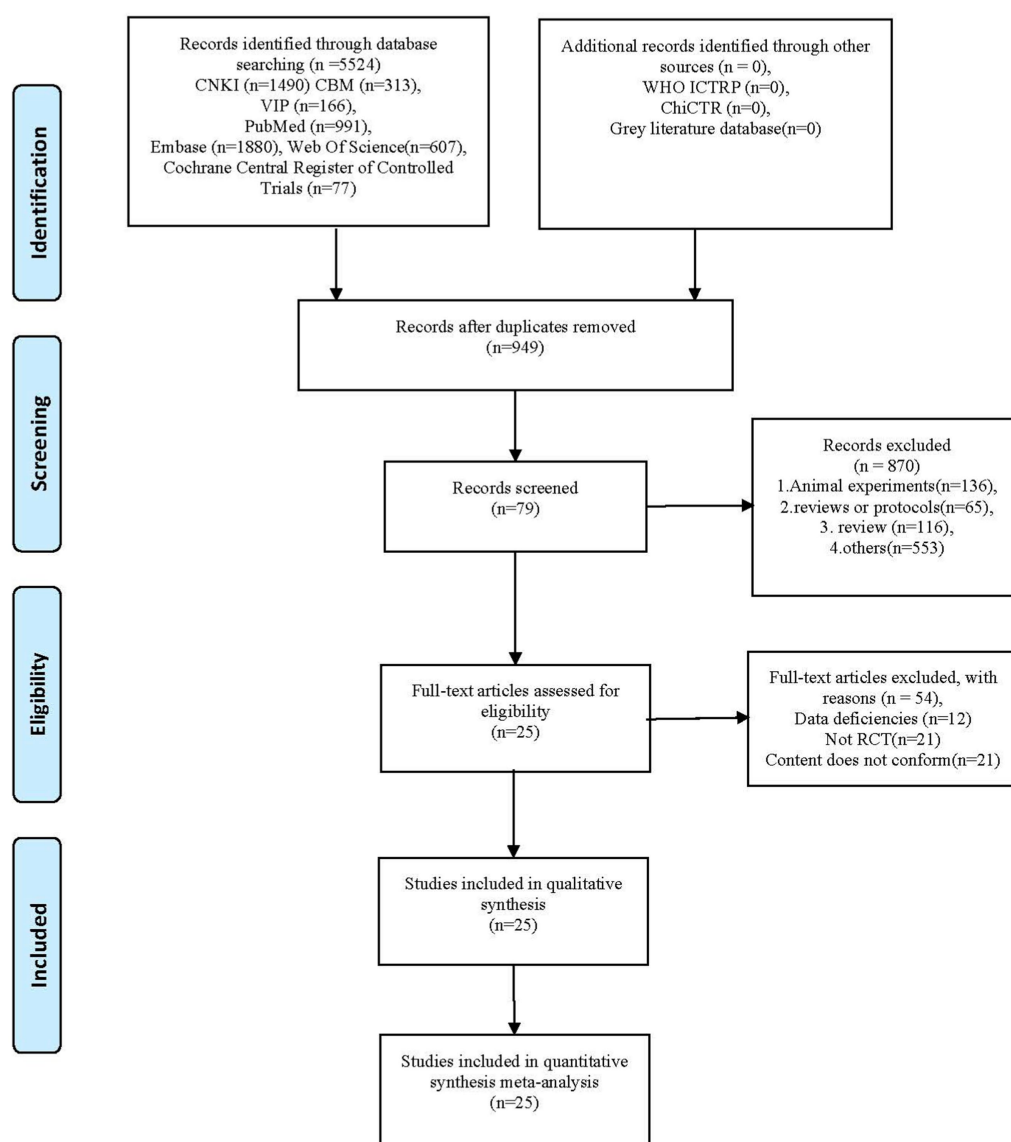 Records identified through database
searching (n =5524)
CNKI (n=1490) CBM (n=313),
VIP (n=166),
PubMed (n=991),
Embase (n=1880), Web Of Science(n=607),
Cochrane Central Register of Controlled
Trials (n=77)
Additional records identified through other
sources (n = 0),
WHO ICTRP (n=0),
ChiCTR (n=0),
Grey literature database(n=0)
Identification
Records after duplicates removed
(n=949)
Screening
Records screened
(n=79)
Records excluded
(n = 870)
1.Animal experiments(n=136),
2.reviews or protocols(n=65),
3. review (n=116),
4.others(n=553)
Eligibility
Full-text articles assessed for
eligibility
(n=25)
Full-text articles excluded, with
reasons (n = 54),
Data deficiencies (n=12)
Not RCT(n=21)
Content does not conform(n=21)
Included
Studies included in qualitative
synthesis
(n=25)
Studies included in quantitative
synthesis meta-analysis
(n=25)